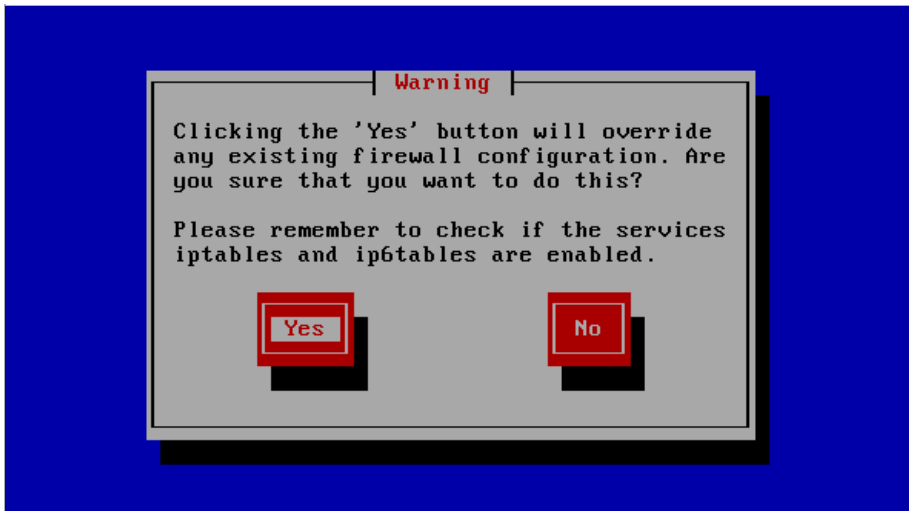 Warning
Clicking the 'Yes' button will override
any existing firewall configuration. Are
you sure that you want to do this?
Please remember to check if the services
iptables and ip6tables are enabled.
Yes No